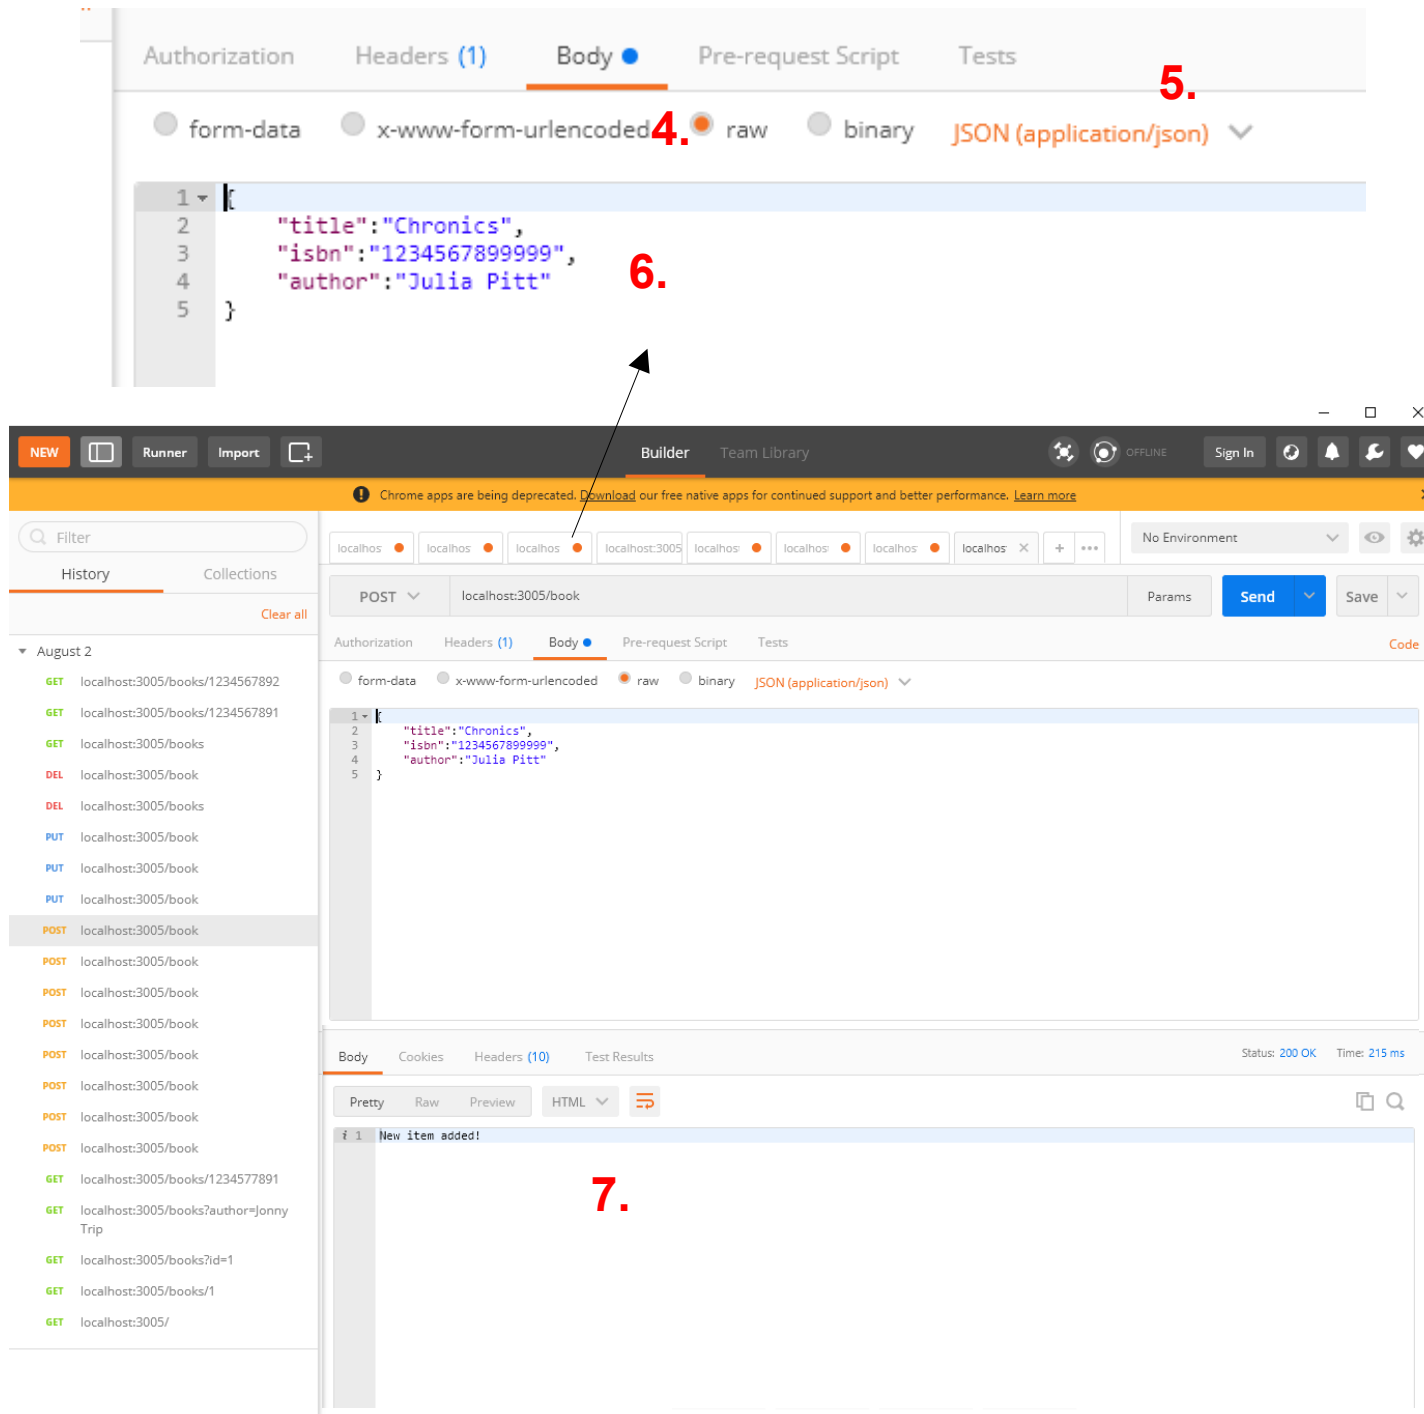 Authorization Headers (1) Body Pre-request Script Tests
5.
form-data x-www-form-urlencoded 4. raw binary JSON (application/json)
1 {
2 "title":"Chronics",
3 "isbn":"1234567899999",
4 "author":"Julia Pitt"
5 }
6.
NEW Runner Import Builder Team Library OFFLINE Sign In
Chrome apps are being deprecated. Download our free native apps for continued support and better performance. Learn more
Filter
History Collections
Clear all
August 2
GET localhost:3005/books/1234567892
GET localhost:3005/books/1234567891
GET localhost:3005/books
DEL localhost:3005/book
DEL localhost:3005/books
PUT localhost:3005/book
PUT localhost:3005/book
PUT localhost:3005/book
POST localhost:3005/book
POST localhost:3005/book
POST localhost:3005/book
POST localhost:3005/book
POST localhost:3005/book
POST localhost:3005/book
POST localhost:3005/book
POST localhost:3005/book
GET localhost:3005/books/1234577891
GET localhost:3005/books?author=Jonny
Trip
GET localhost:3005/books?id=1
GET localhost:3005/books/1
GET localhost:3005/
localhos localhos localhos localhost:3005 localhos localhos localhos localhos × + •••
No Environment
POST localhost:3005/book Params Send Save
Authorization Headers (1) Body Pre-request Script Tests Code
form-data x-www-form-urlencoded raw binary JSON (application/json)
1 {
2 "title":"Chronics",
3 "isbn":"1234567899999",
4 "author":"Julia Pitt"
5 }
Body Cookies Headers (10) Test Results Status: 200 OK Time: 215 ms
Pretty Raw Preview HTML
i 1 New item added!
7.